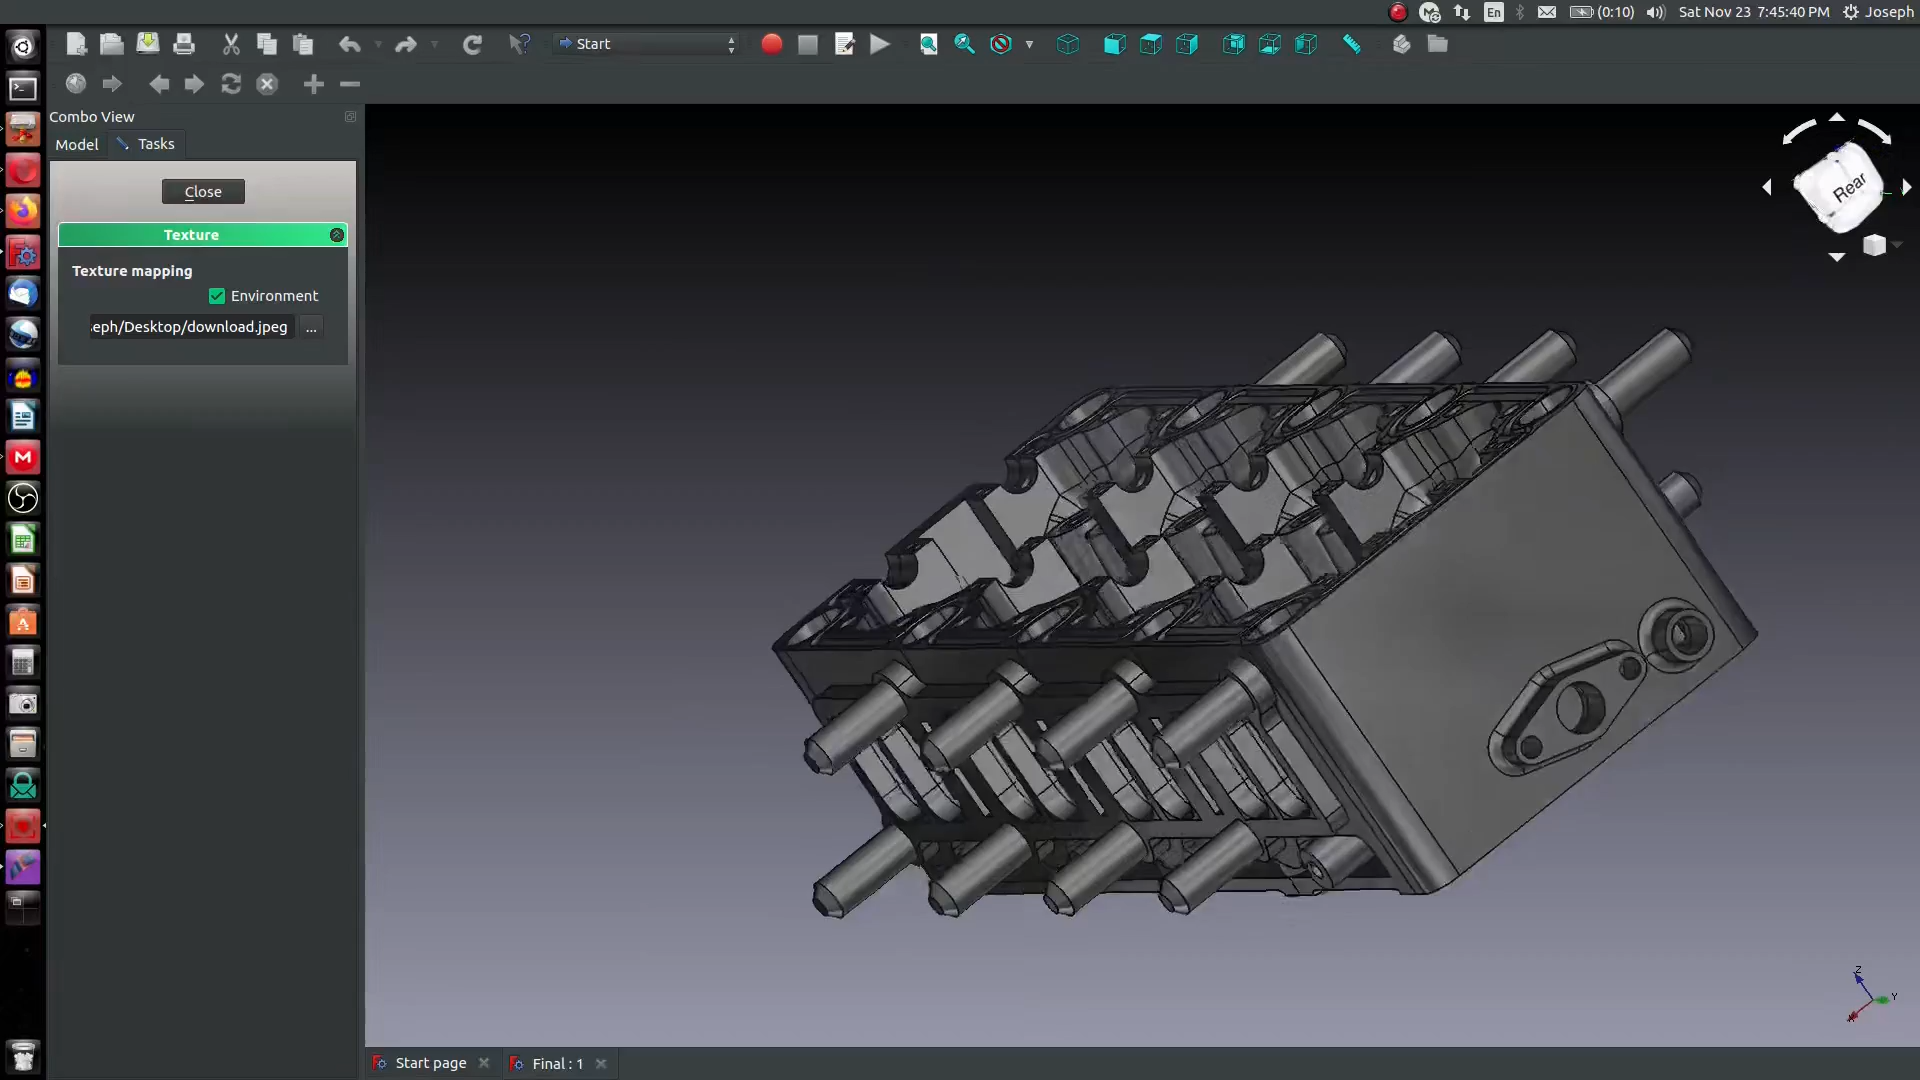 En
(0:10)
Sat Nov 23 7:45:40 PM
Joseph
Start
Combo View
Model
Tasks
Close
Texture
Texture mapping
Environment
eph/Desktop/download.jpeg
...
Rear
Z
Y
X
Start page
Final : 1